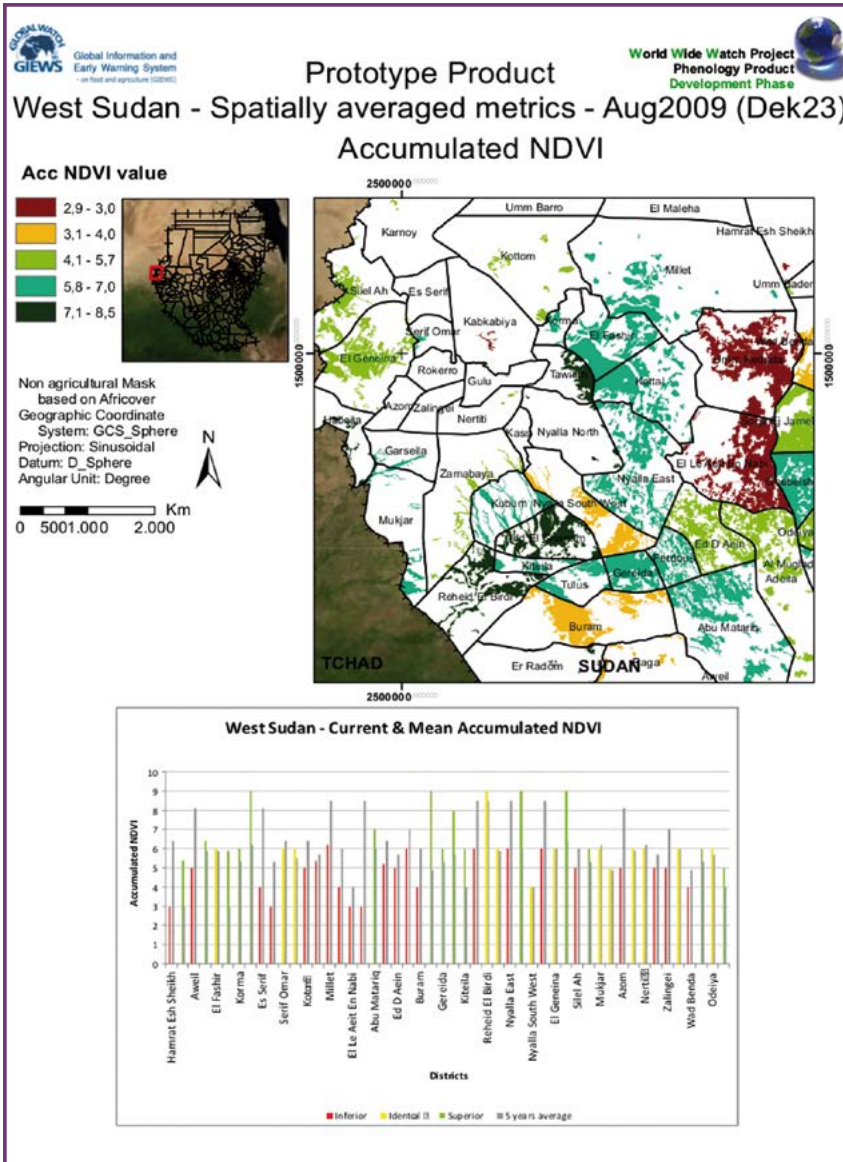 GLOBAL WATCH
GIEWS
Global Information and
Early Warning System
- on food and agriculture (GIEWS)
World Wide Watch Project
Phenology Product
Development Phase
Prototype Product
West Sudan - Spatially averaged metrics - Aug2009 (Dek23)
Accumulated NDVI
Acc NDVI value
2,9 - 3,0
3,1 - 4,0
4,1 - 5,7
5,8 - 7,0
7,1 - 8,5
Non agricultural Mask
based on Africover
Geographic Coordinate
System: GCS_Sphere
Projection: Sinusoidal
Datum: D_Sphere
Angular Unit: Degree
N
Km
0 5001.000 2.000
2500000
1500000
1500000
2500000
Umm Barro
El Maleha
Karnoy
Hamrat Esh Sheikh
Kottom
Millet
Umm Bader
Silel Ah
Es Serif
Kabkabiya
Korma
Serif Omar
El Fashir
Wad Benda
El Geneina
Rokerro
Tawila
Gulu
Kattal
Azom
Zalingei
Nertiti
Habeila
Kass
Nyalla North
Garseila
Zamabaya
El Le Aeit En Nabi
Nyalla East
Kabum
Nyalla South West
Mukjar
Odeiya
Ed D Aein
Ferdous
Kiteila
Al Muglad
Gereida
Adeila
Tulus
Reheid El Birdi
Buram
Abu Matariq
TCHAD
Er Radom
SUDAN
Raga
Aweil
West Sudan - Current & Mean Accumulated NDVI
Accumulated NDVI
10
9
8
7
6
5
4
3
2
1
0
Hamrat Esh Sheikh
Aweil
El Fashir
Korma
Es Serif
Serif Omar
Millet
El Le Aeit En Nabi
Abu Matariq
Ed D Aein
Buram
Gereida
Kiteila
Reheid El Birdi
Nyalla East
Nyalla South West
El Geneina
Silel Ah
Mukjar
Azom
Zalingei
Wad Benda
Odeiya
Districts
Inferior
Superior
5 years average